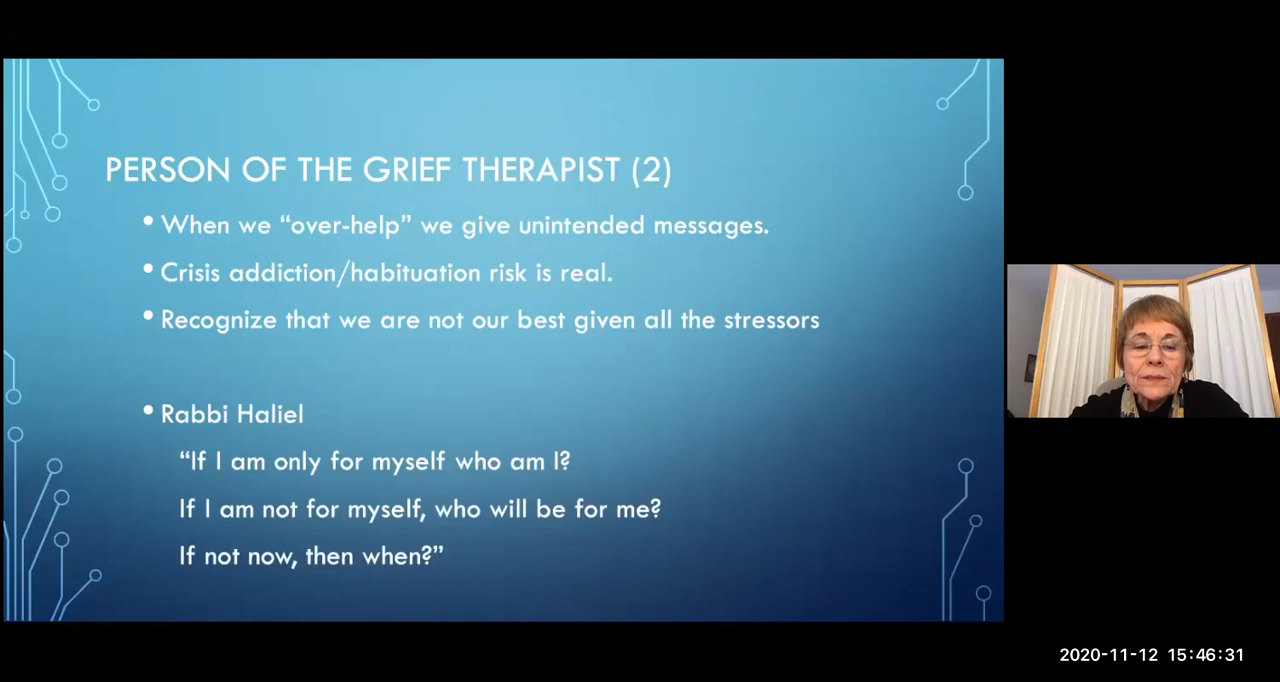 PERSON OF THE GRIEF THERAPIST (2)
• When we “over-help” we give unintended messages.
• Crisis addiction/habituation risk is real.
• Recognize that we are not our best given all the stressors
• Rabbi Haliel
“If I am only for myself who am I?
If I am not for myself, who will be for me?
If not now, then when?”
2020-11-12 15:46:31